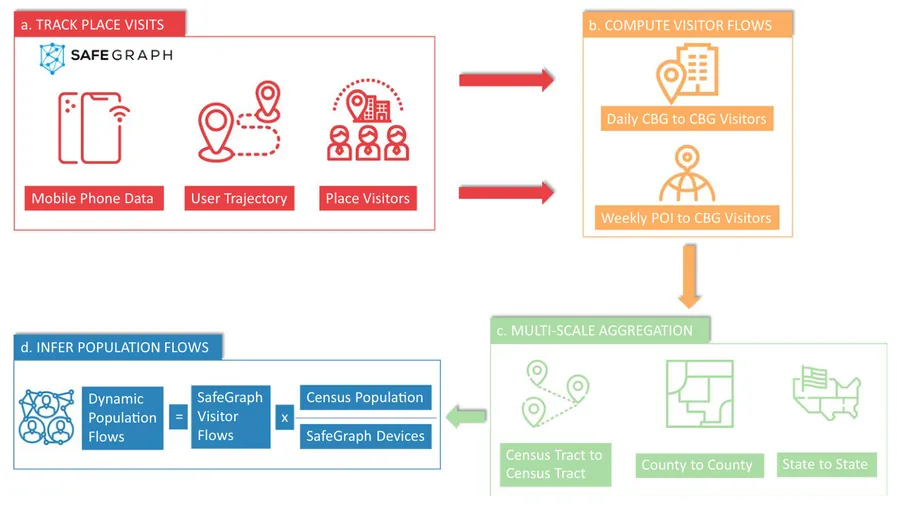 a. TRACK PLACE VISITS
SAFEGRAPH
Mobile Phone Data
User Trajectory
Place Visitors
b. COMPUTE VISITOR FLOWS
Daily CBG to CBG Visitors
Weekly POI to CBG Visitors
c. MULTI-SCALE AGGREGATION
Census Tract to
Census Tract
County to County
State to State
d. INFER POPULATION FLOWS
Dynamic
Population
Flows
=
SafeGraph
Visitor
Flows
x
Census Population
SafeGraph Devices